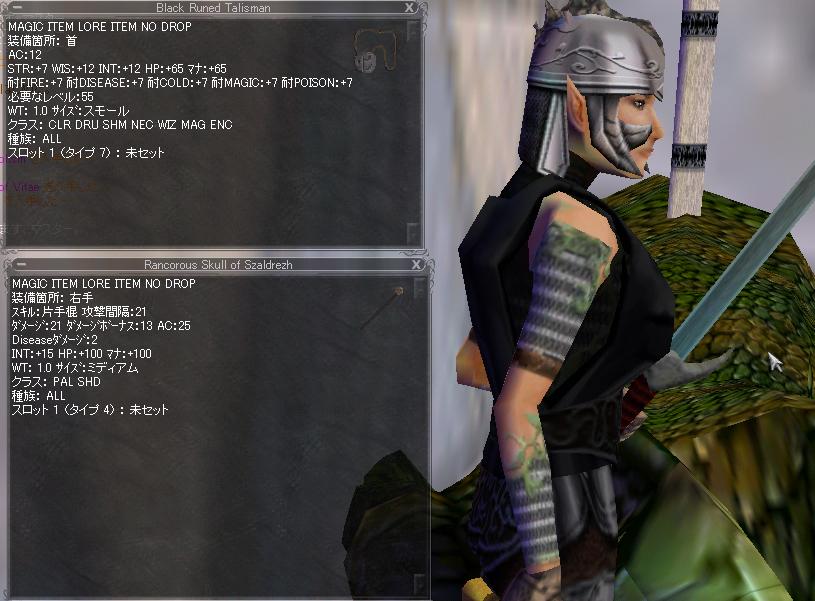 Black Runed Talisman
MAGIC ITEM LORE ITEM NO DROP
装備箇所: 首
AC:12
STR:+7 WIS:+12 INT:+12 HP:+65 マナ:+65
耐FIRE:+7 耐DISEASE:+7 耐COLD:+7 耐MAGIC:+7 耐POISON:+7
必要なレベル:55
WT: 1.0 サイズ:スモール
クラス: CLR DRU SHM NEC WIZ MAG ENC
種族: ALL
スロット 1 (タイプ 7) : 未セット
of Vitae
ます、マスター。
Rancorous Skull of Szaldrezh
MAGIC ITEM LORE ITEM NO DROP
装備箇所: 右手
スキル:片手棍 攻撃間隔:21
ダメージ:21 ダメージボーナス:13 AC:25
Diseaseダメージ:2
INT:+15 HP:+100 マナ:+100
WT: 1.0 サイズ:ミディアム
クラス: PAL SHD
種族: ALL
スロット 1 (タイプ 4) : 未セット